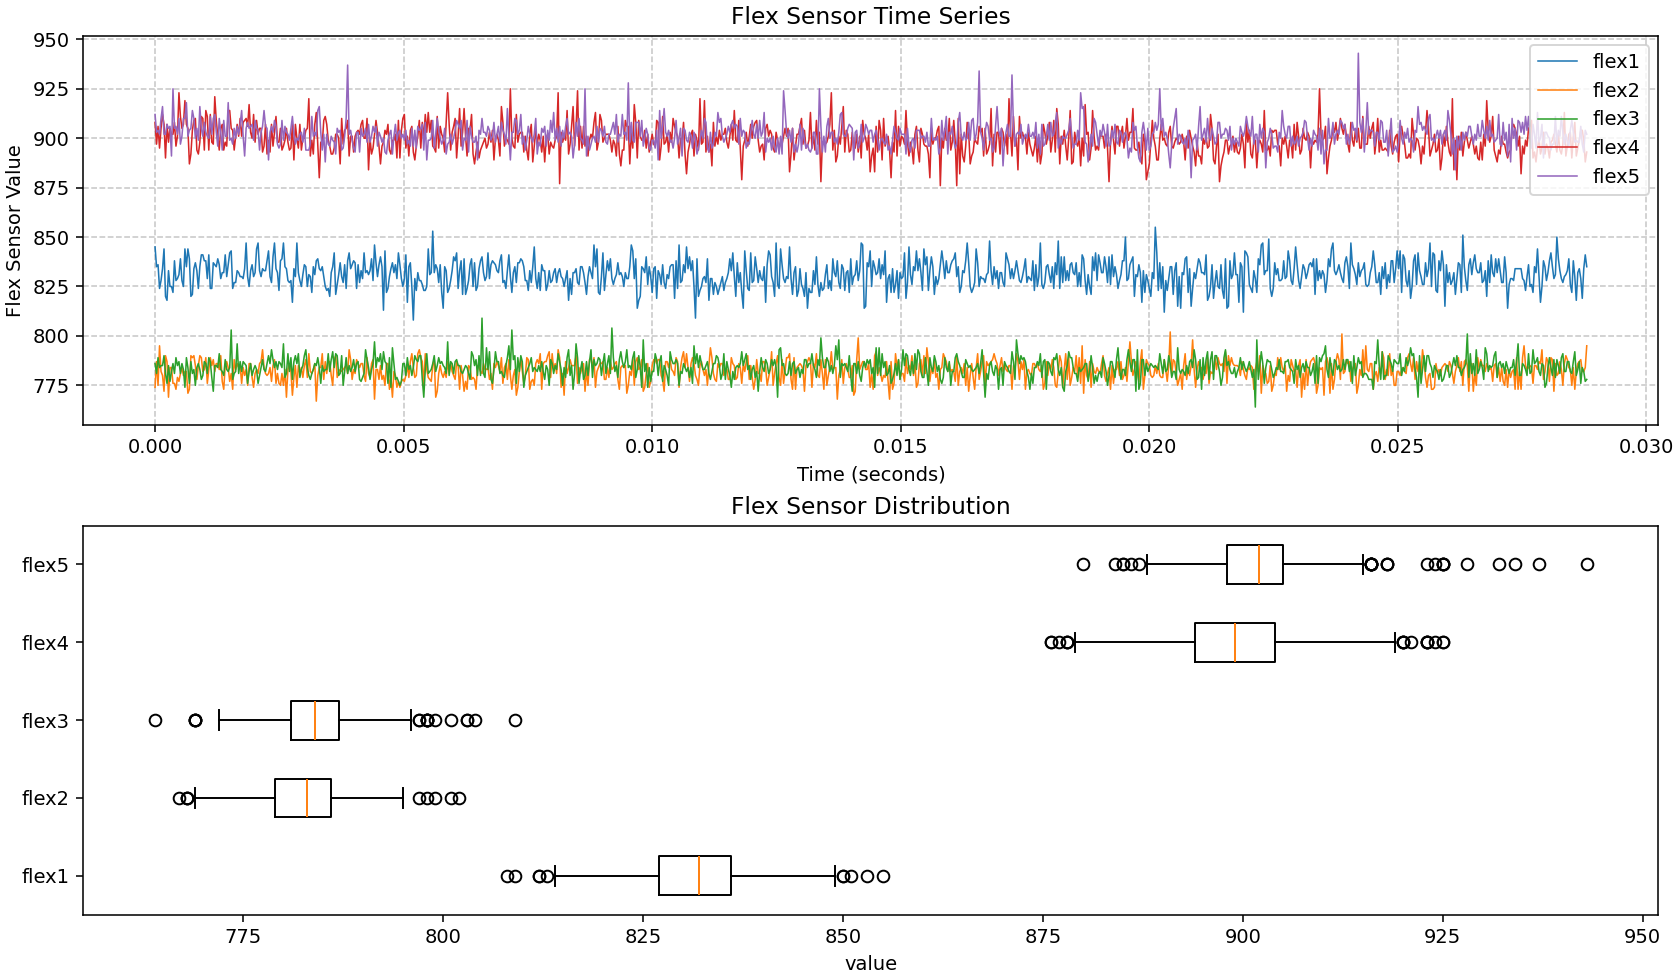 Flex Sensor Time Series
Flex Sensor Value
950
925
900
875
850
825
800
775
flex1
flex2
flex3
flex4
flex5
0.000 0.005 0.010 0.015 0.020 0.025 0.030
Time (seconds)
Flex Sensor Distribution
flex5
flex4
flex3
flex2
flex1
775 800 825 850 875 900 925 950
value